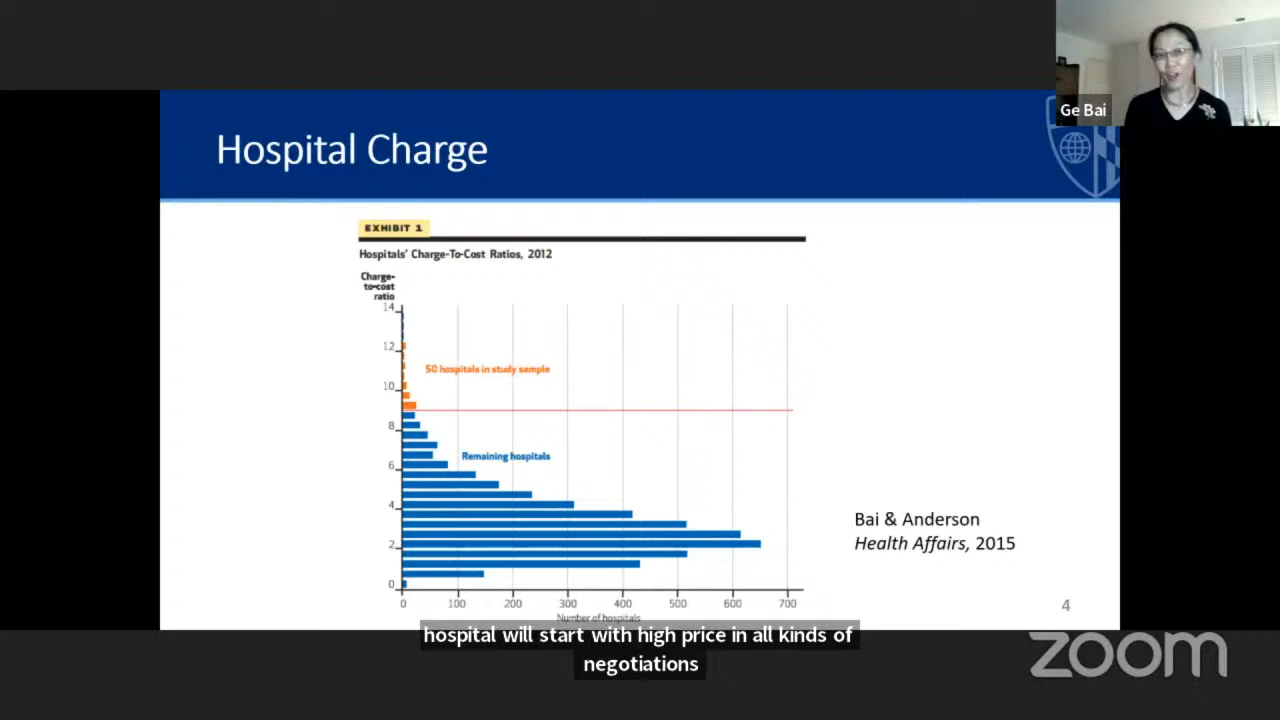 Ge Bai
Hospital Charge
EXHIBIT 1
Hospitals' Charge-To-Cost Ratios, 2012
Charge-
to-cost
ratio
14
12
50 hospitals in study sample
10
8
Remaining hospitals
6
4
Bai & Anderson
Health Affairs, 2015
2
0
0 100 200 300 400 500 600 700
Number of hospitals
4
hospital will start with high price in all kinds of
negotiations
zoom